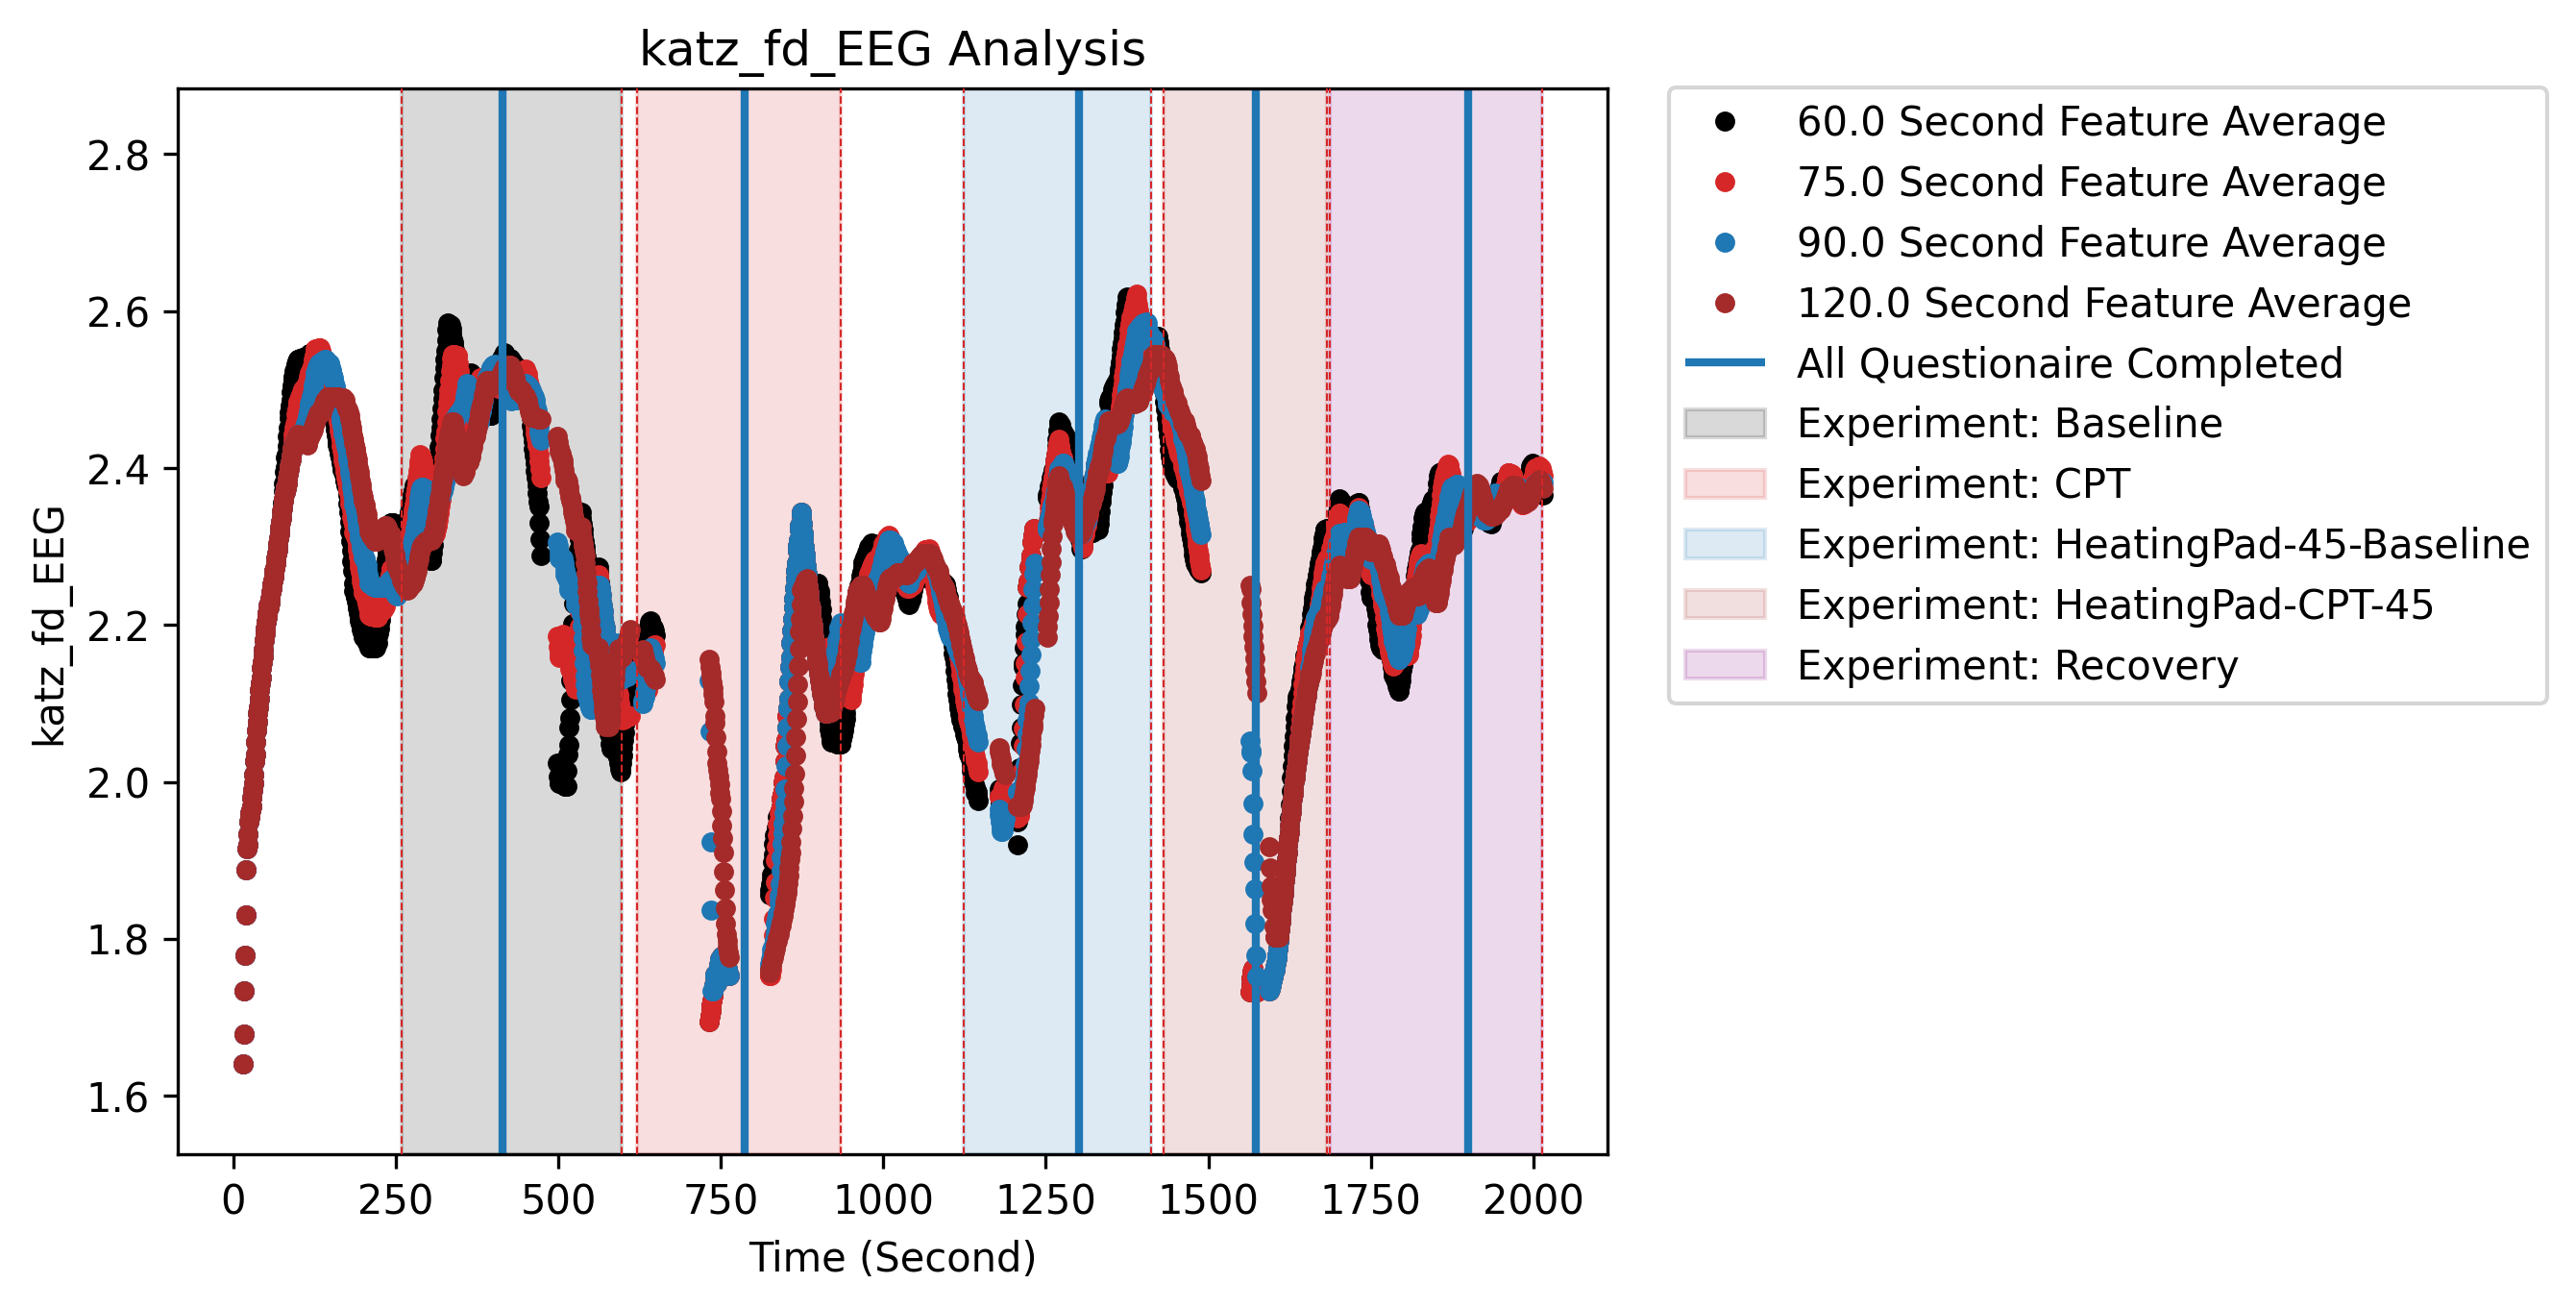 katz_fd_EEG Analysis
katz_fd_EEG
2.8
2.6
2.4
2.2
2.0
1.8
1.6
0 250 500 750 1000 1250 1500 1750 2000
Time (Second)
60.0 Second Feature Average
75.0 Second Feature Average
90.0 Second Feature Average
120.0 Second Feature Average
All Questionaire Completed
Experiment: Baseline
Experiment: CPT
Experiment: HeatingPad-45-Baseline
Experiment: HeatingPad-CPT-45
Experiment: Recovery